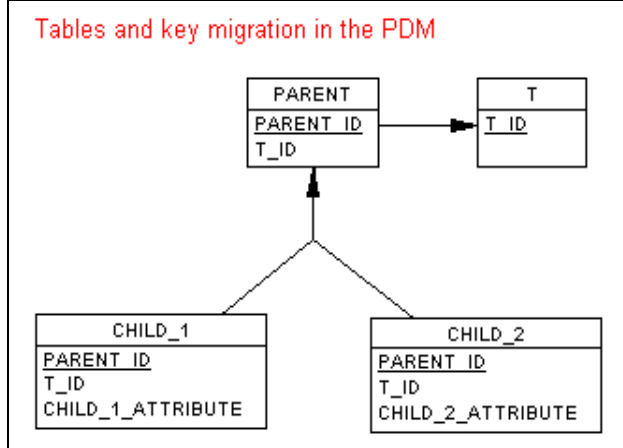 Tables and key migration in the PDM
PARENT
PARENT_ID
T_ID
T
T_ID
CHILD_1
PARENT_ID
T_ID
CHILD_1_ATTRIBUTE
CHILD_2
PARENT_ID
T_ID
CHILD_2_ATTRIBUTE